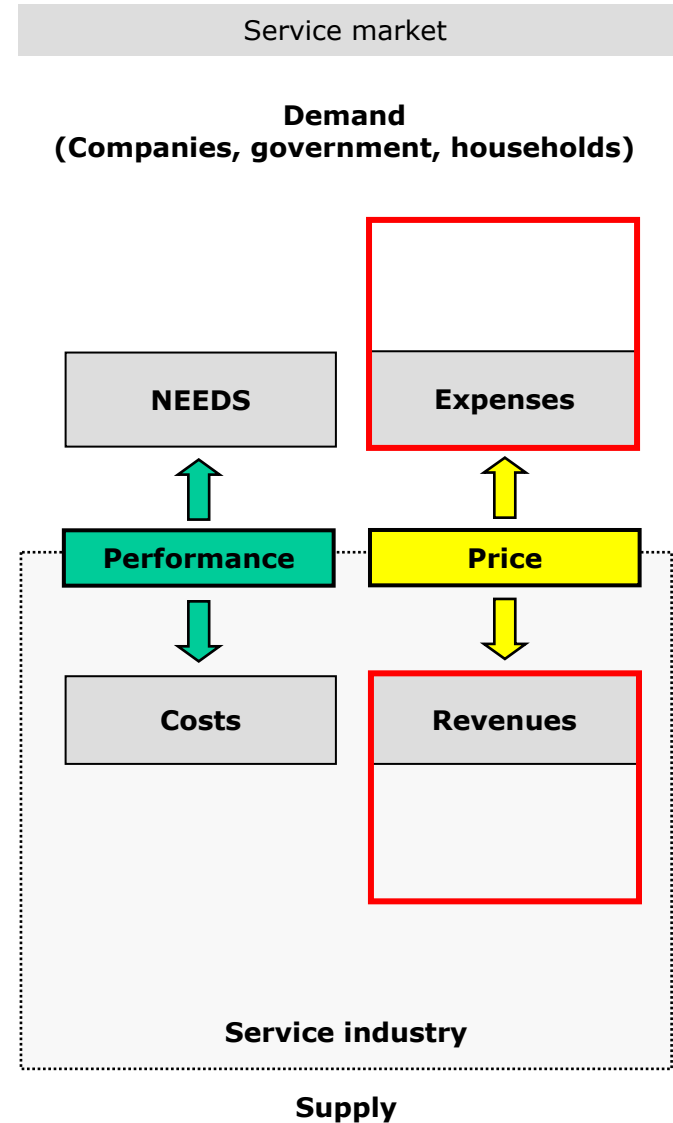 Service market
Demand
(Companies, government, households)
NEEDS
Expenses
Performance
Price
Costs
Revenues
Service industry
Supply